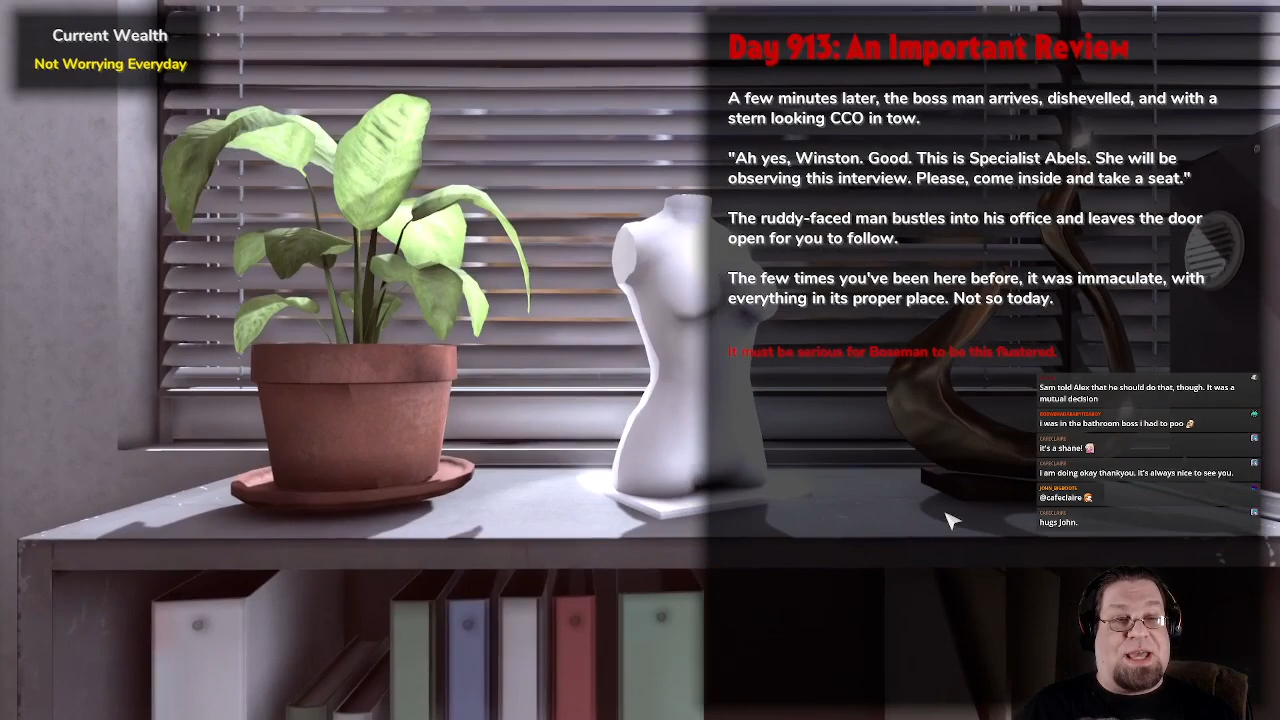 Current Wealth
Not Worrying Everyday
Day 913: An Important Review
A few minutes later, the boss man arrives, dishevelled, and with a
stern looking CCO in tow.
"Ah yes, Winston. Good. This is Specialist Abels. She will be
observing this interview. Please, come inside and take a seat."
The ruddy-faced man bustles into his office and leaves the door
open for you to follow.
The few times you've been here before, it was immaculate, with
everything in its proper place. Not so today.
It must be serious for Boseman to be this flustered.
Sam told Alex that he should do that, though. It was a
mutual decision
i was in the bathroom boss i had to poo
CAFECLAIRE
it's a shane!
CAFECLAIRE
I am doing okay thankyou. It's always nice to see you.
JOHN_BIGBOOTE
@cafeclaire
CAFECLAIRE
hugs John.